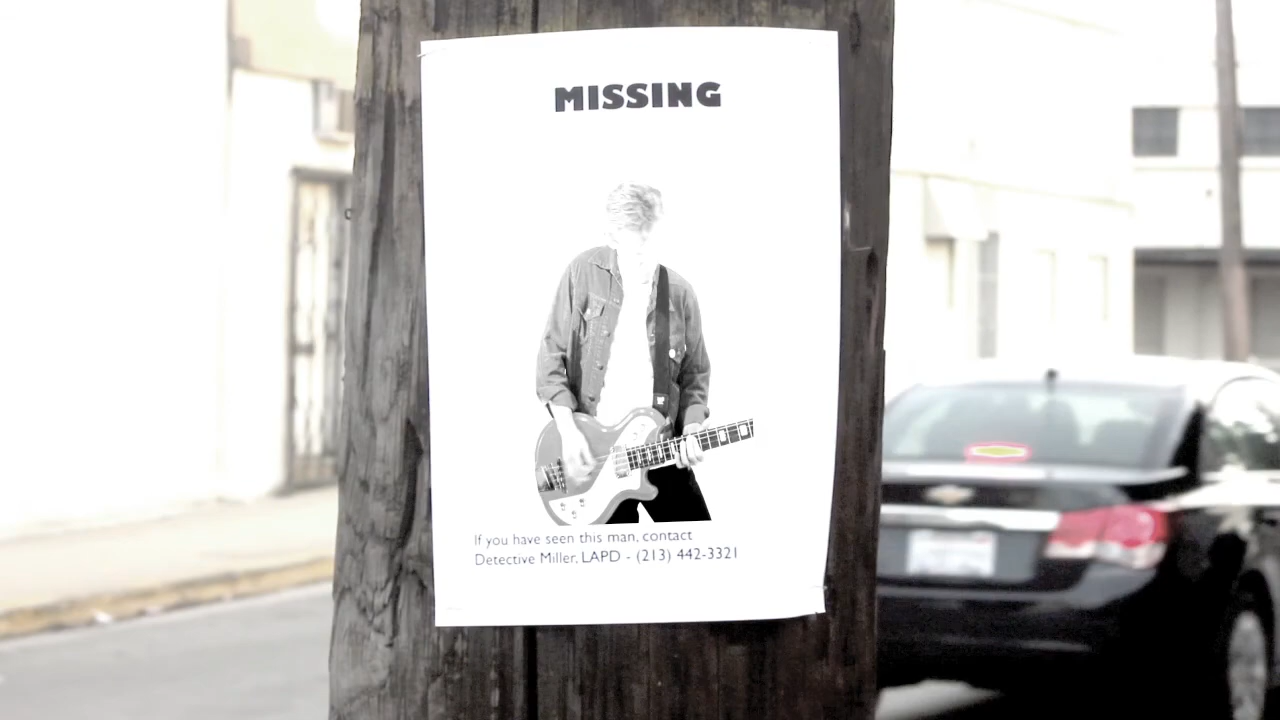 MISSING
If you have seen this man, contact
Detective Miller, LAPD - (213) 442-3321